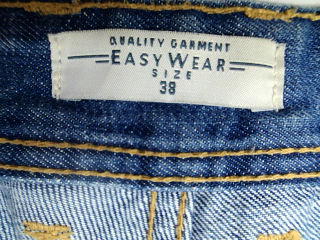 QUALITY GARMENT
EASY WEAR
SIZE
38